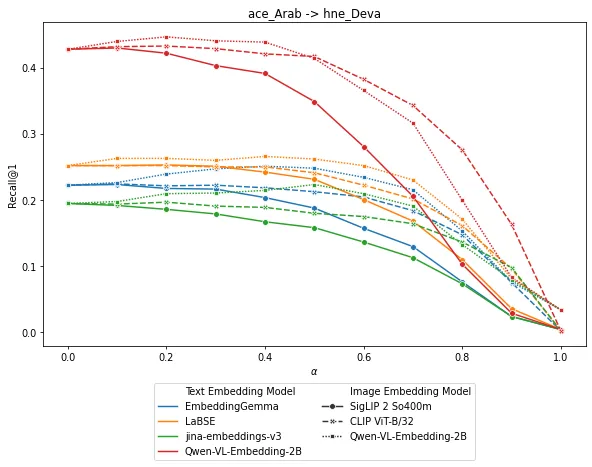 ace_Arab -> hne_Deva
Recall@1
0.4
0.3
0.2
0.1
0.0
0.0 0.2 0.4 0.6 0.8 1.0
α
Text Embedding Model
EmbeddingGemma
LaBSE
jina-embeddings-v3
Qwen-VL-Embedding-2B
Image Embedding Model
SigLIP 2 So400m
CLIP ViT-B/32
Qwen-VL-Embedding-2B